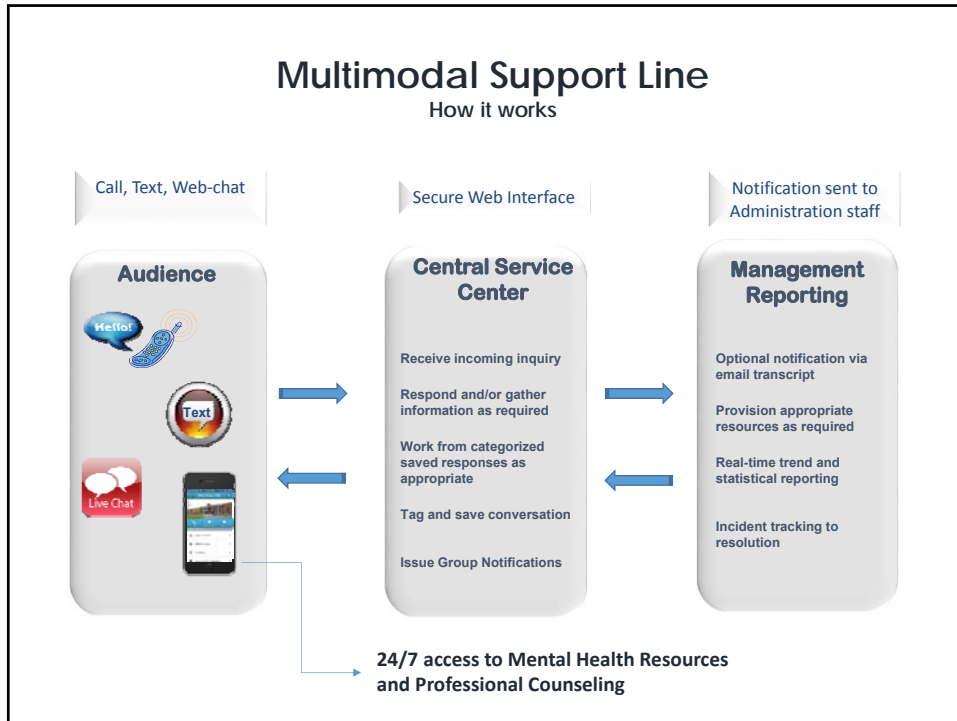 Multimodal Support Line
How it works
Call, Text, Web-chat
Audience
Hello!
Text
Live Chat
Secure Web Interface
Central Service
Center
Receive incoming inquiry
Respond and/or gather
information as required
Work from categorized
saved responses as
appropriate
Tag and save conversation
Issue Group Notifications
Notification sent to
Administration staff
Management
Reporting
Optional notification via
email transcript
Provision appropriate
resources as required
Real-time trend and
statistical reporting
Incident tracking to
resolution
24/7 access to Mental Health Resources
and Professional Counseling